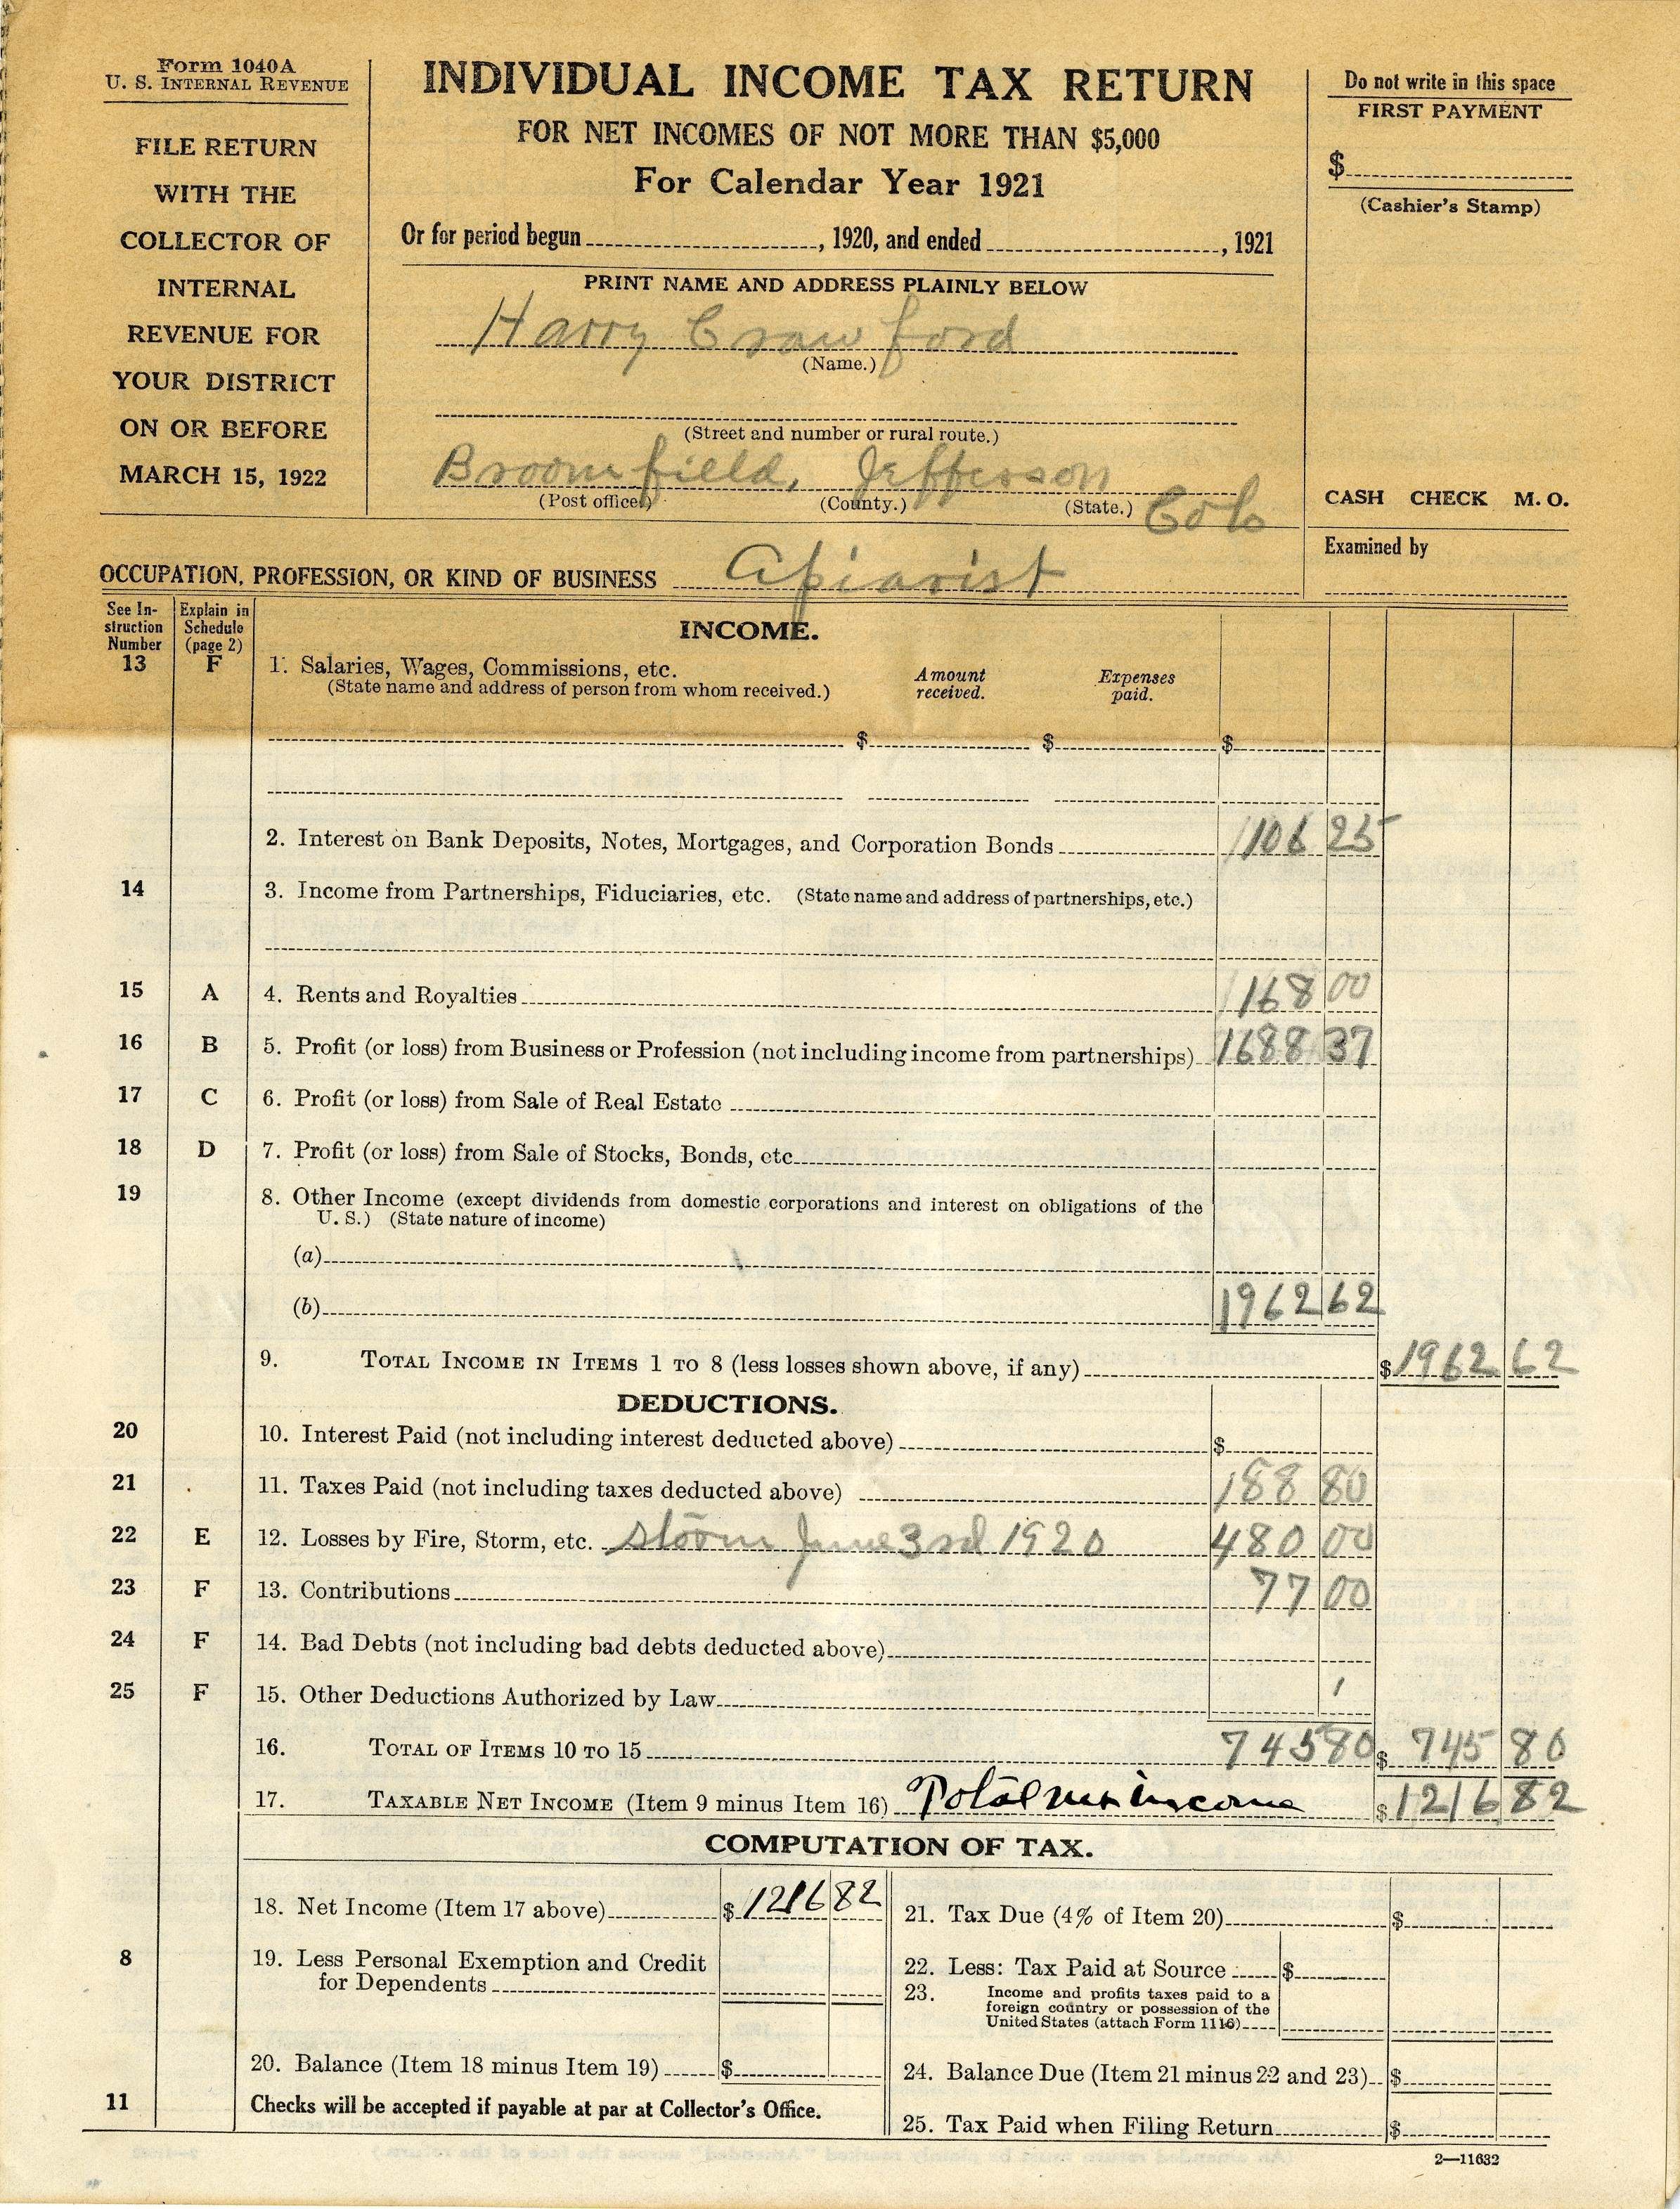 Form 1040A
U. S. INTERNAL REVENUE
FILE RETURN
WITH THE
COLLECTOR OF
INTERNAL
REVENUE FOR
YOUR DISTRICT
ON OR BEFORE
MARCH 15, 1922
INDIVIDUAL INCOME TAX RETURN
FOR NET INCOMES OF NOT MORE THAN $5,000
For Calendar Year 1921
Or for period begun , 1920, and ended , 1921
PRINT NAME AND ADDRESS PLAINLY BELOW
Harry Crawford
(Name.)
(Street and number or rural route.)
Broomfield, Jefferson Colo
(Post office.) (County.) (State.)
Do not write in this space
FIRST PAYMENT
$
(Cashier's Stamp)
CASH CHECK M. O.
Examined by
OCCUPATION, PROFESSION, OR KIND OF BUSINESS Apiarist
See Instruction Number
Explain in Schedule (page 2)
INCOME.
13 F 1. Salaries, Wages, Commissions, etc. Amount received. Expenses paid.
(State name and address of person from whom received.)
$ $ $
2. Interest on Bank Deposits, Notes, Mortgages, and Corporation Bonds 106 25
14 3. Income from Partnerships, Fiduciaries, etc. (State name and address of partnerships, etc.)
15 A 4. Rents and Royalties 168 00
16 B 5. Profit (or loss) from Business or Profession (not including income from partnerships) 1688 37
17 C 6. Profit (or loss) from Sale of Real Estate
18 D 7. Profit (or loss) from Sale of Stocks, Bonds, etc
19 8. Other Income (except dividends from domestic corporations and interest on obligations of the
U. S.) (State nature of income)
(a)
(b) 1962 62
9. TOTAL INCOME IN ITEMS 1 TO 8 (less losses shown above, if any) $ 1962 62
DEDUCTIONS.
20 10. Interest Paid (not including interest deducted above) $
21 11. Taxes Paid (not including taxes deducted above) 188 80
22 E 12. Losses by Fire, Storm, etc. Storm June 3rd 1920 480 00
23 F 13. Contributions 77 00
24 F 14. Bad Debts (not including bad debts deducted above)
25 F 15. Other Deductions Authorized by Law
16. TOTAL OF ITEMS 10 TO 15 745 80 $ 745 80
17. TAXABLE NET INCOME (Item 9 minus Item 16) Total net income $ 1216 82
COMPUTATION OF TAX.
18. Net Income (Item 17 above) $ 1216 82
8 19. Less Personal Exemption and Credit
for Dependents
20. Balance (Item 18 minus Item 19) $
11 Checks will be accepted if payable at par at Collector's Office.
21. Tax Due (4% of Item 20) $
22. Less: Tax Paid at Source $
23. Income and profits taxes paid to a
foreign country or possession of the
United States (attach Form 1116)
24. Balance Due (Item 21 minus 22 and 23) $
25. Tax Paid when Filing Return $
2—11632